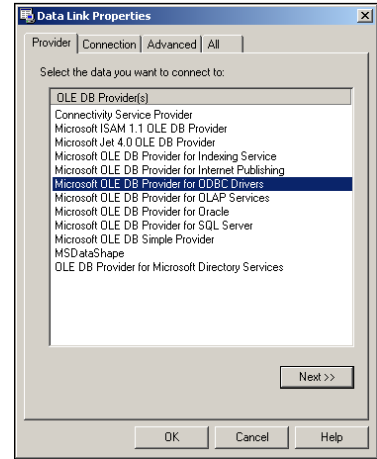 Data Link Properties
Provider Connection Advanced All
Select the data you want to connect to:
OLE DB Provider(s)
Connectivity Service Provider
Microsoft ISAM 1.1 OLE DB Provider
Microsoft Jet 4.0 OLE DB Provider
Microsoft OLE DB Provider for Indexing Service
Microsoft OLE DB Provider for Internet Publishing
Microsoft OLE DB Provider for ODBC Drivers
Microsoft OLE DB Provider for OLAP Services
Microsoft OLE DB Provider for Oracle
Microsoft OLE DB Provider for SQL Server
Microsoft OLE DB Simple Provider
MSDataShape
OLE DB Provider for Microsoft Directory Services
Next >>
OK Cancel Help